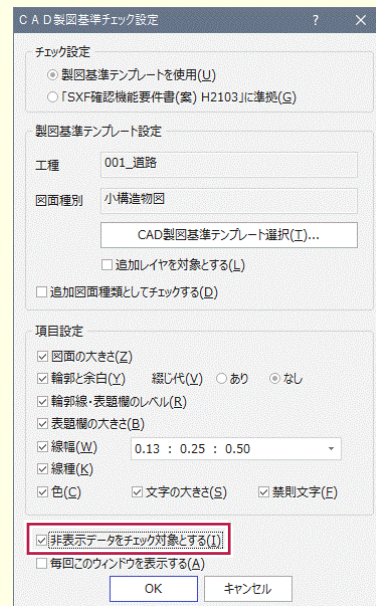 CAD製図基準チェック設定 ? ×
チェック設定
製図基準テンプレートを使用(U)
「SXF確認機能要件書(案) H2103」に準拠(G)
製図基準テンプレート設定
工種 001_道路
図面種別 小構造物図
CAD製図基準テンプレート選択(T)...
追加レイヤを対象とする(L)
追加図面種類としてチェックする(D)
項目設定
図面の大きさ(Z)
輪郭と余白(Y) 綴じ代(V) あり なし
輪郭線・表題欄のレベル(R)
表題欄の大きさ(B)
線幅(W) 0.13 : 0.25 : 0.50
線種(K)
色(C) 文字の大きさ(S) 禁則文字(F)
非表示データをチェック対象とする(I)
毎回このウィンドウを表示する(A)
OK キャンセル